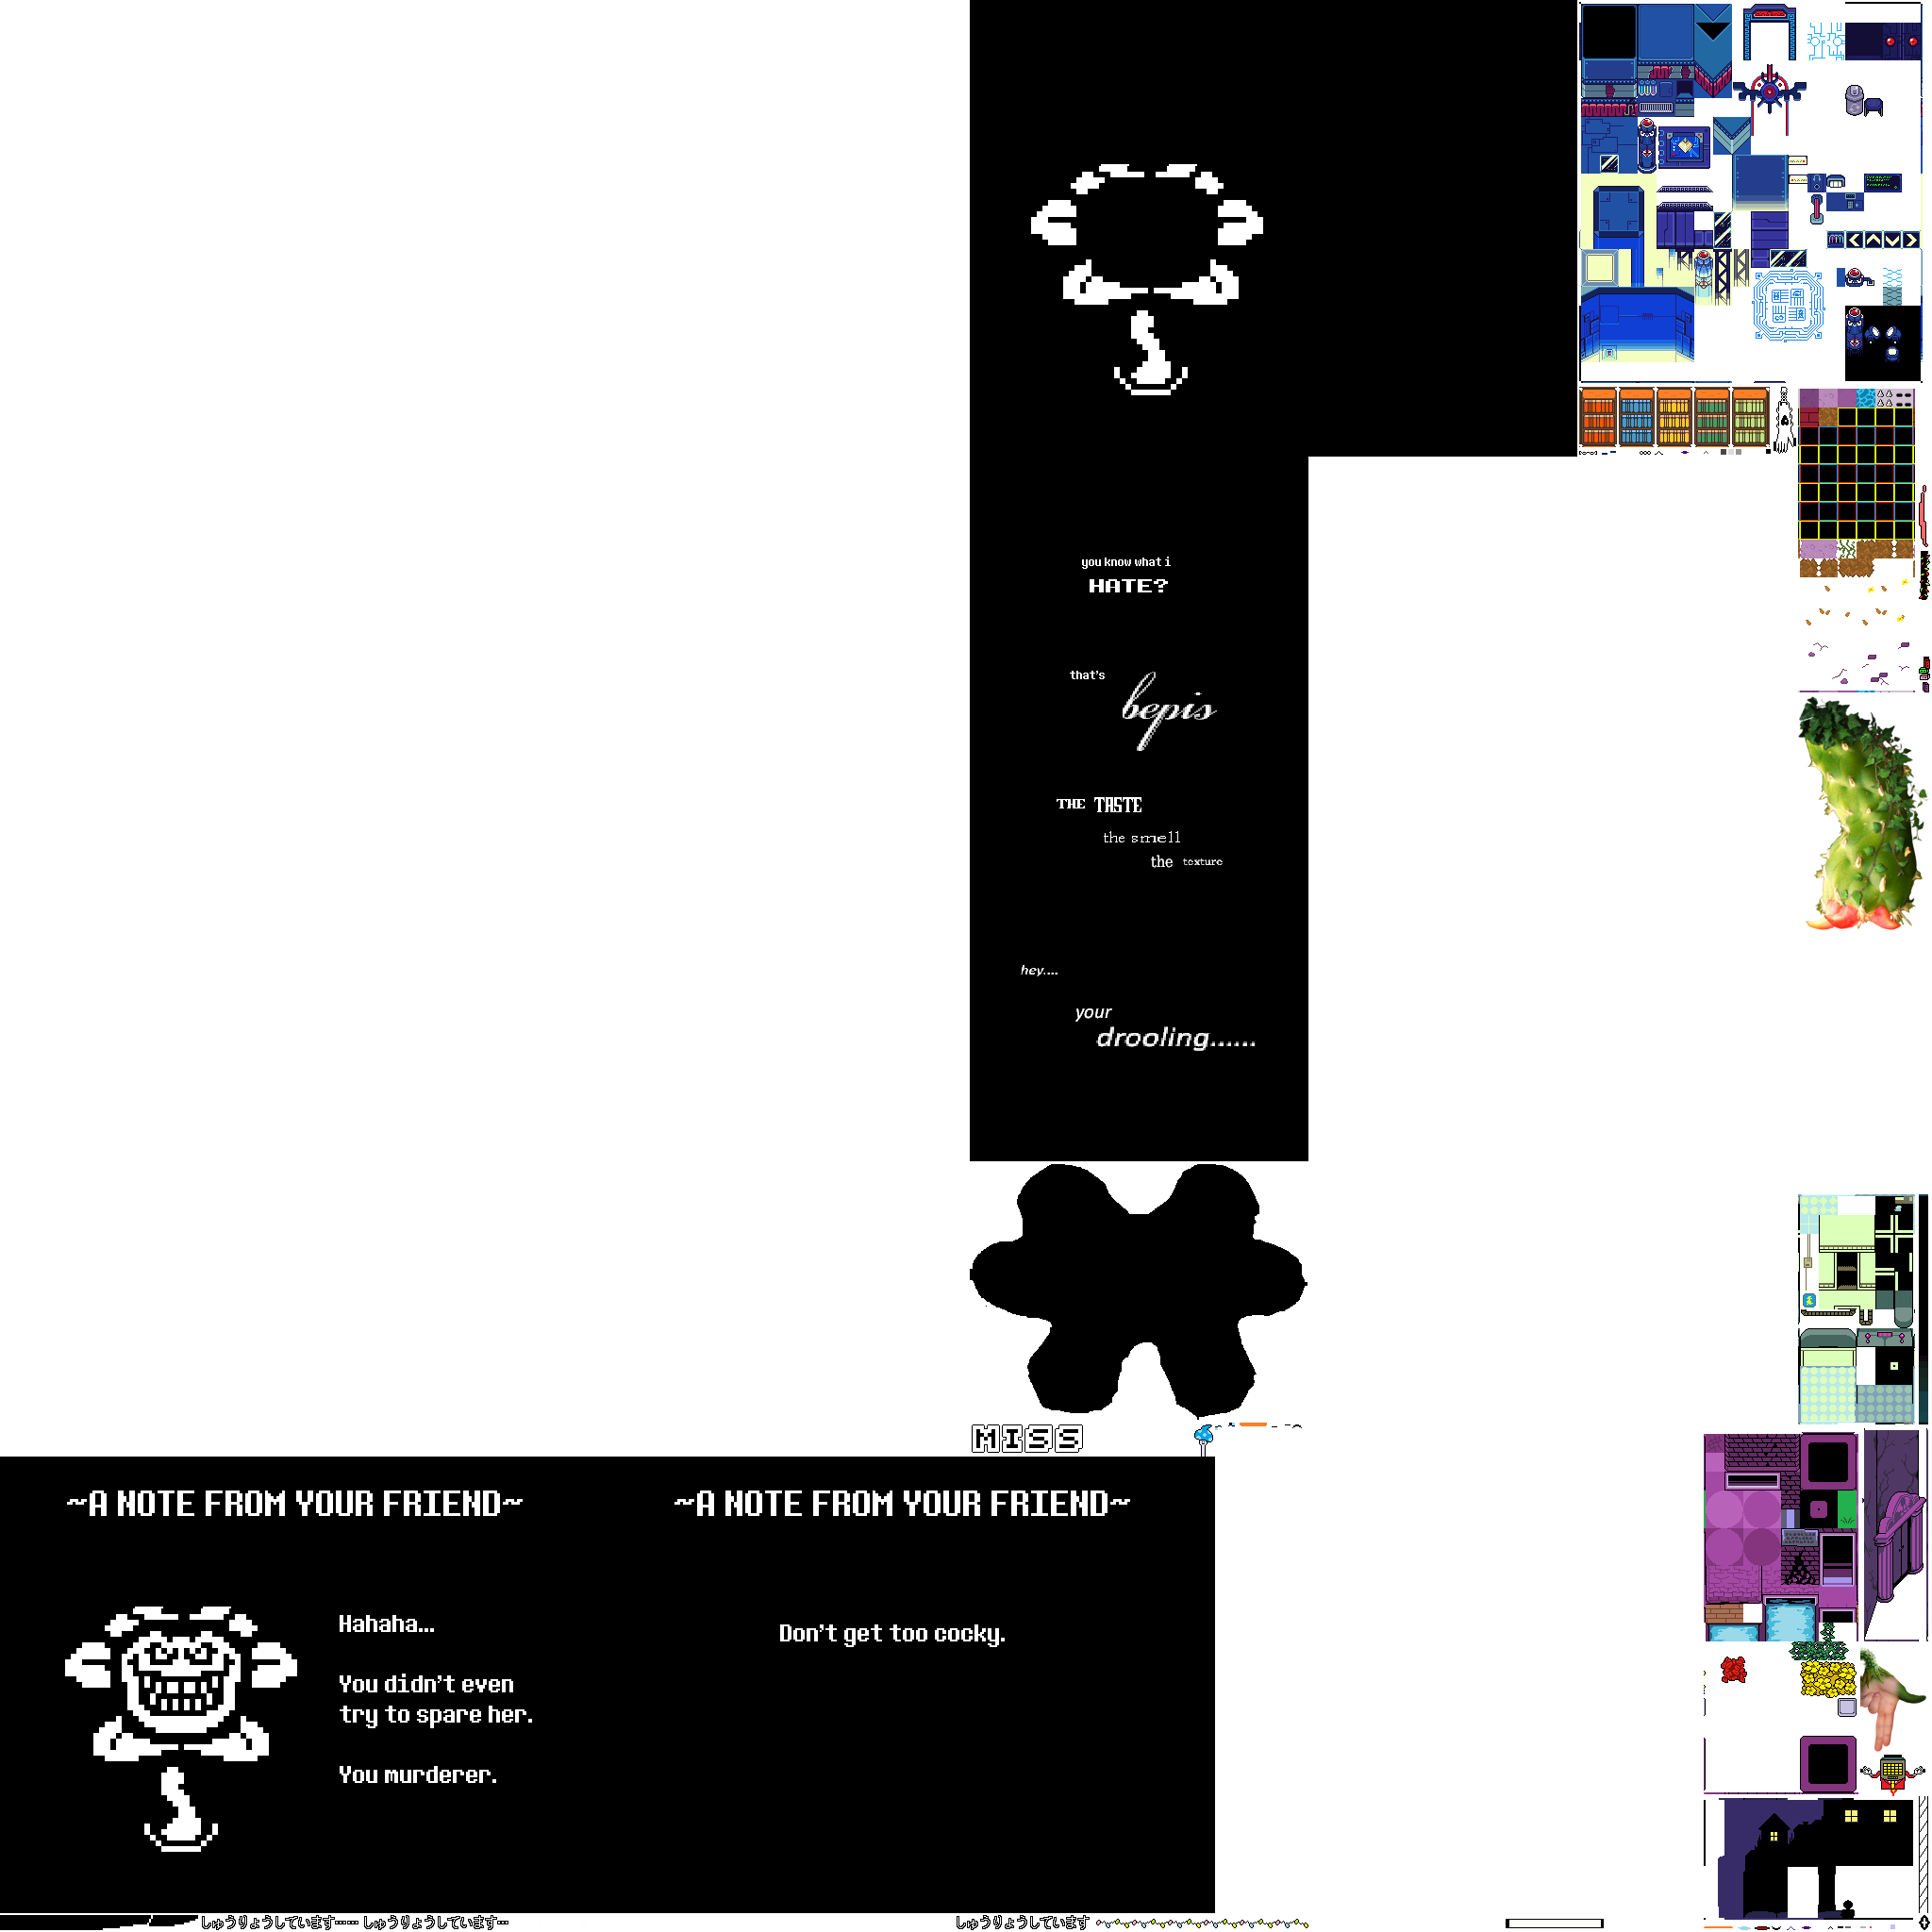 you know what i
HATE?
that's
bepis
THE TASTE
the smell
the texture
hey....
your
drooling......
MISS
~A NOTE FROM YOUR FRIEND~
Hahaha...
You didn't even
try to spare her.
You murderer.
~A NOTE FROM YOUR FRIEND~
Don't get too cocky.
しゅうりょうしています…… しゅうりょうしています…
しゅうりょうしています